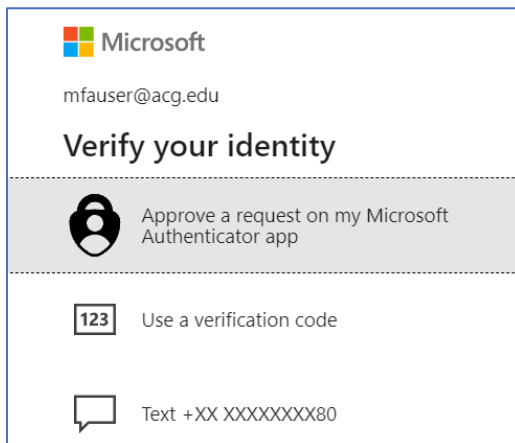 Microsoft
mfauser@acg.edu
Verify your identity
Approve a request on my Microsoft
Authenticator app
123 Use a verification code
Text +XX XXXXXXXX80